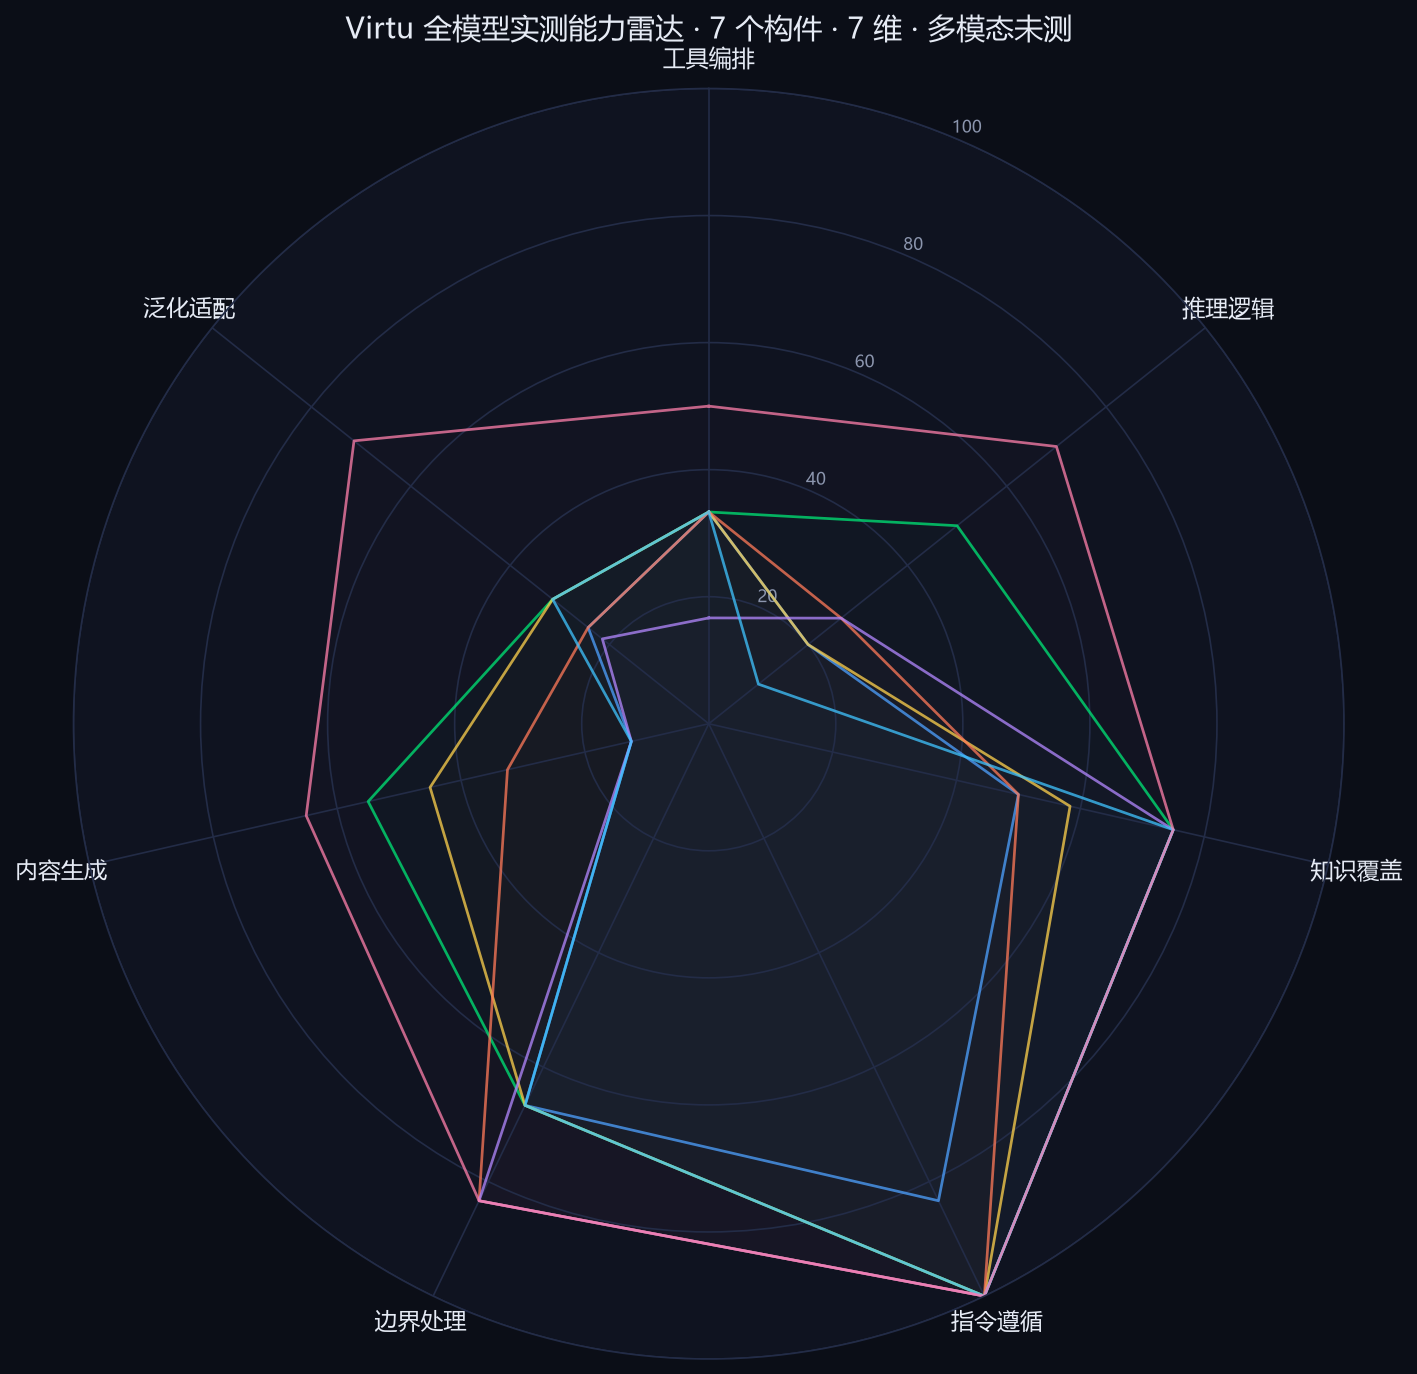 Virtu 全模型实测能力雷达 · 7 个构件 · 7 维 · 多模态未测
工具编排
100
80
泛化适配
推理逻辑
60
40
20
内容生成
知识覆盖
边界处理
指令遵循